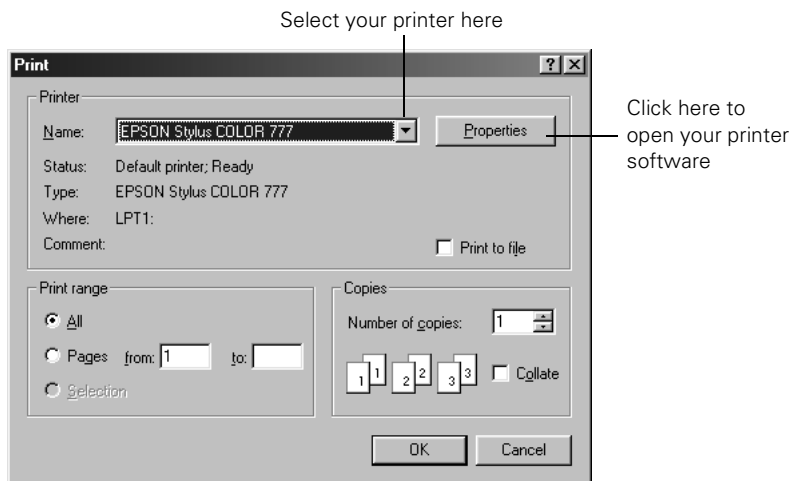 Select your printer here
Print
Printer
Name: EPSON Stylus COLOR 777 Properties
Click here to
open your printer
software
Status: Default printer; Ready
Type: EPSON Stylus COLOR 777
Where: LPT1:
Comment: Print to file
Print range
All
Pages from: 1 to:
Selection
Copies
Number of copies: 1
1 1 2 2 3 3 Collate
OK Cancel